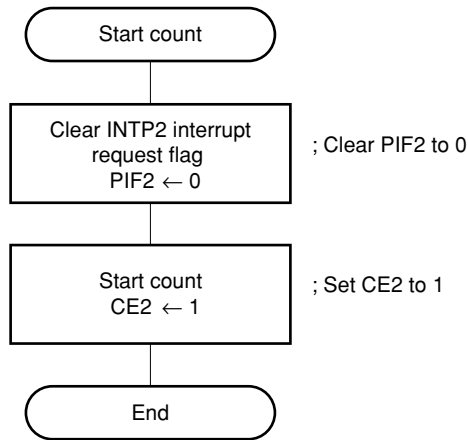 Start count
Clear INTP2 interrupt
request flag
PIF2 ← 0
; Clear PIF2 to 0
Start count
CE2 ← 1
; Set CE2 to 1
End